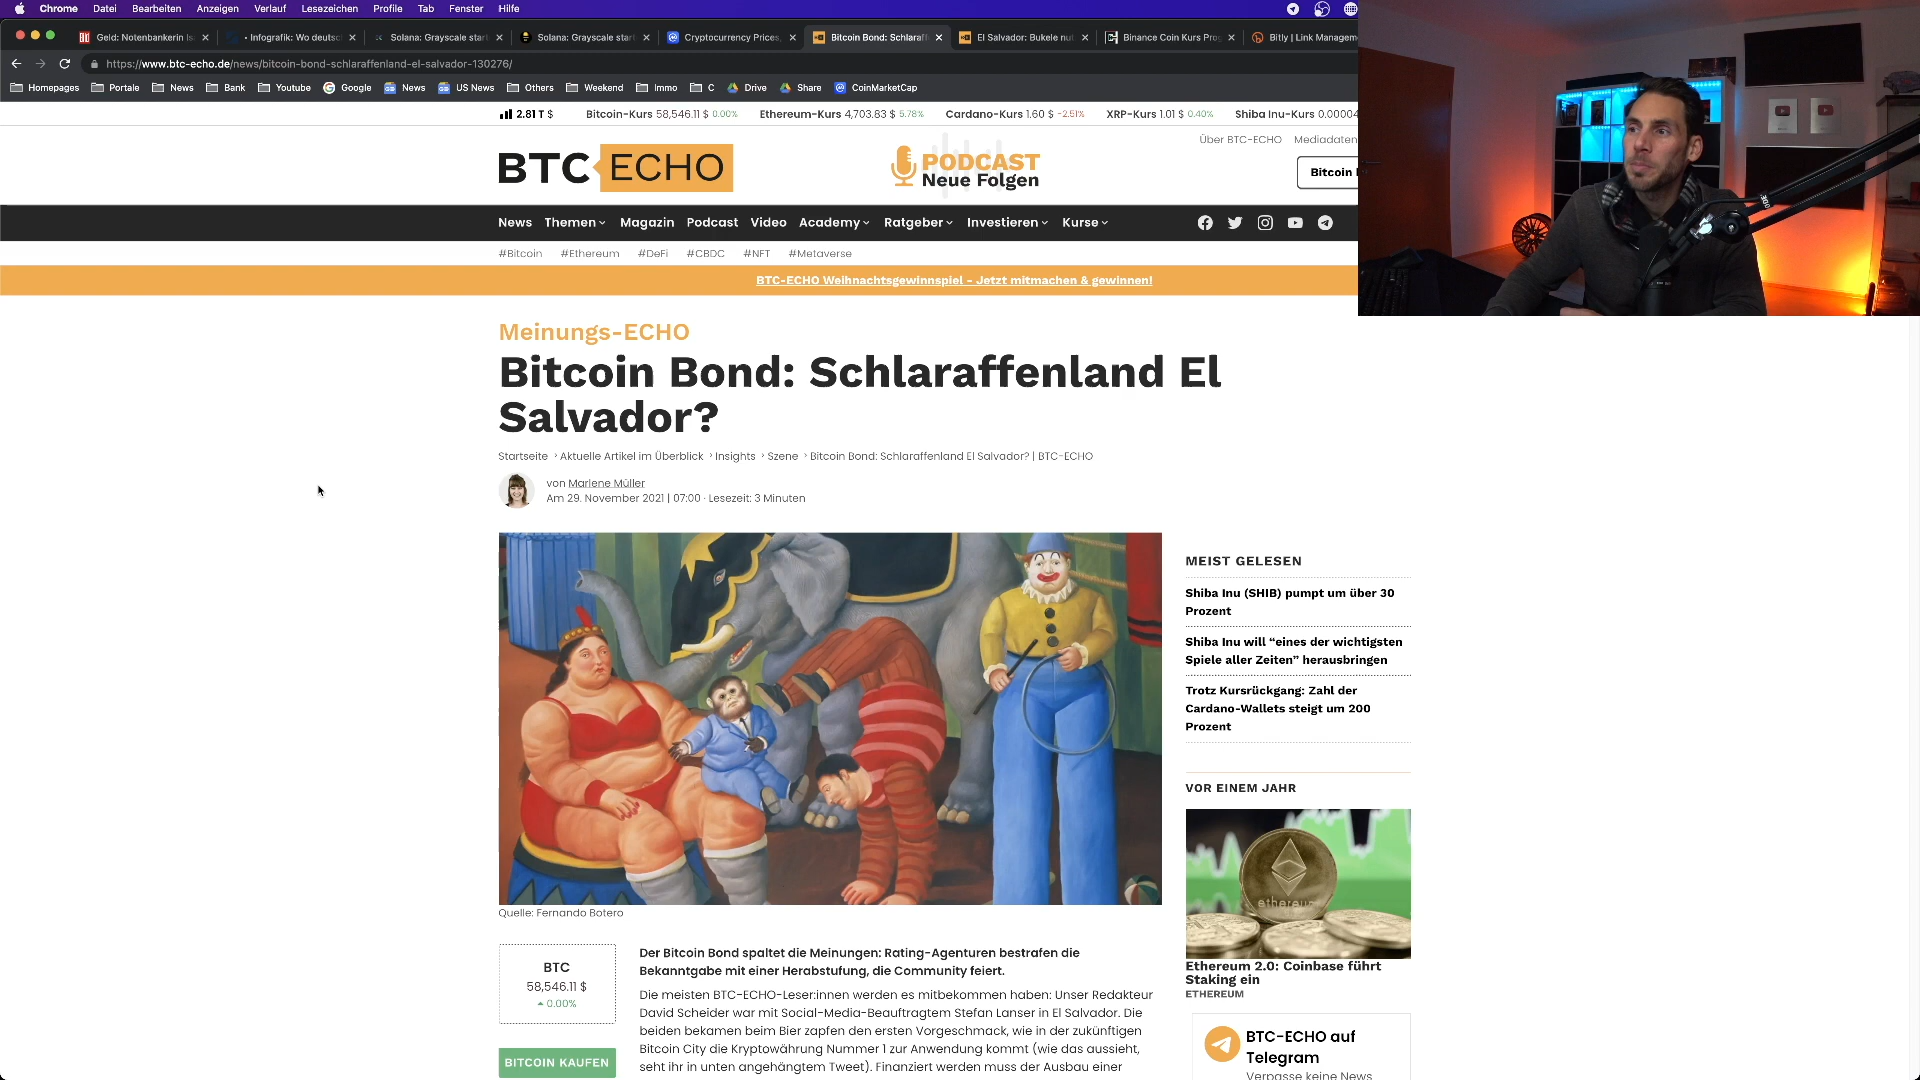 Chrome Datei Bearbeiten Anzeigen Verlauf Lesezeichen Profile Tab Fenster Hilfe
Geld: Notenbankerin
• Infografik: Wo deutsc
Solana: Grayscale star
Solana: Grayscale star
Cryptocurrency Prices,
Bitcoin Bond: Schlaraff
El Salvador: Bukele nu
Binance Coin Kurs Pro
Bitly | Link Managem
https://www.btc-echo.de/news/bitcoin-bond-schlaraffenland-el-salvador-130276/
Homepages Portale News Bank Youtube Google News US News Others Weekend Immo C Drive Share CoinMarketCap
2.81 T $ Bitcoin-Kurs 58,546.11 $ 0.00% Ethereum-Kurs 4,703.83 $ 5.78% Cardano-Kurs 1.60 $ -2.51% XRP-Kurs 1.01 $ 0.40% Shiba Inu-Kurs 0.00004
Über BTC-ECHO Mediadaten
BTC ECHO
PODCAST
Neue Folgen
Bitcoin
News Themen Magazin Podcast Video Academy Ratgeber Investieren Kurse
#Bitcoin #Ethereum #DeFi #CBDC #NFT #Metaverse
BTC-ECHO Weihnachtsgewinnspiel - Jetzt mitmachen & gewinnen!
Meinungs-ECHO
Bitcoin Bond: Schlaraffenland El
Salvador?
Startseite › Aktuelle Artikel im Überblick › Insights › Szene › Bitcoin Bond: Schlaraffenland El Salvador? | BTC-ECHO
von Marlene Müller
Am 29. November 2021 | 07:00 · Lesezeit: 3 Minuten
Quelle: Fernando Botero
BTC
58,546.11 $
0.00%
BITCOIN KAUFEN
Der Bitcoin Bond spaltet die Meinungen: Rating-Agenturen bestrafen die
Bekanntgabe mit einer Herabstufung, die Community feiert.
Die meisten BTC-ECHO-Leser:innen werden es mitbekommen haben: Unser Redakteur
David Scheider war mit Social-Media-Beauftragtem Stefan Lanser in El Salvador. Die
beiden bekamen beim Bier zapfen den ersten Vorgeschmack, wie in der zukünftigen
Bitcoin City die Kryptowährung Nummer 1 zur Anwendung kommt (wie das aussieht,
seht ihr in unten angehängtem Tweet). Finanziert werden muss der Ausbau einer
MEIST GELESEN
Shiba Inu (SHIB) pumpt um über 30
Prozent
Shiba Inu will “eines der wichtigsten
Spiele aller Zeiten” herausbringen
Trotz Kursrückgang: Zahl der
Cardano-Wallets steigt um 200
Prozent
VOR EINEM JAHR
ethereum
Ethereum 2.0: Coinbase führt
Staking ein
ETHEREUM
BTC-ECHO auf
Telegram
Verpasse keine News